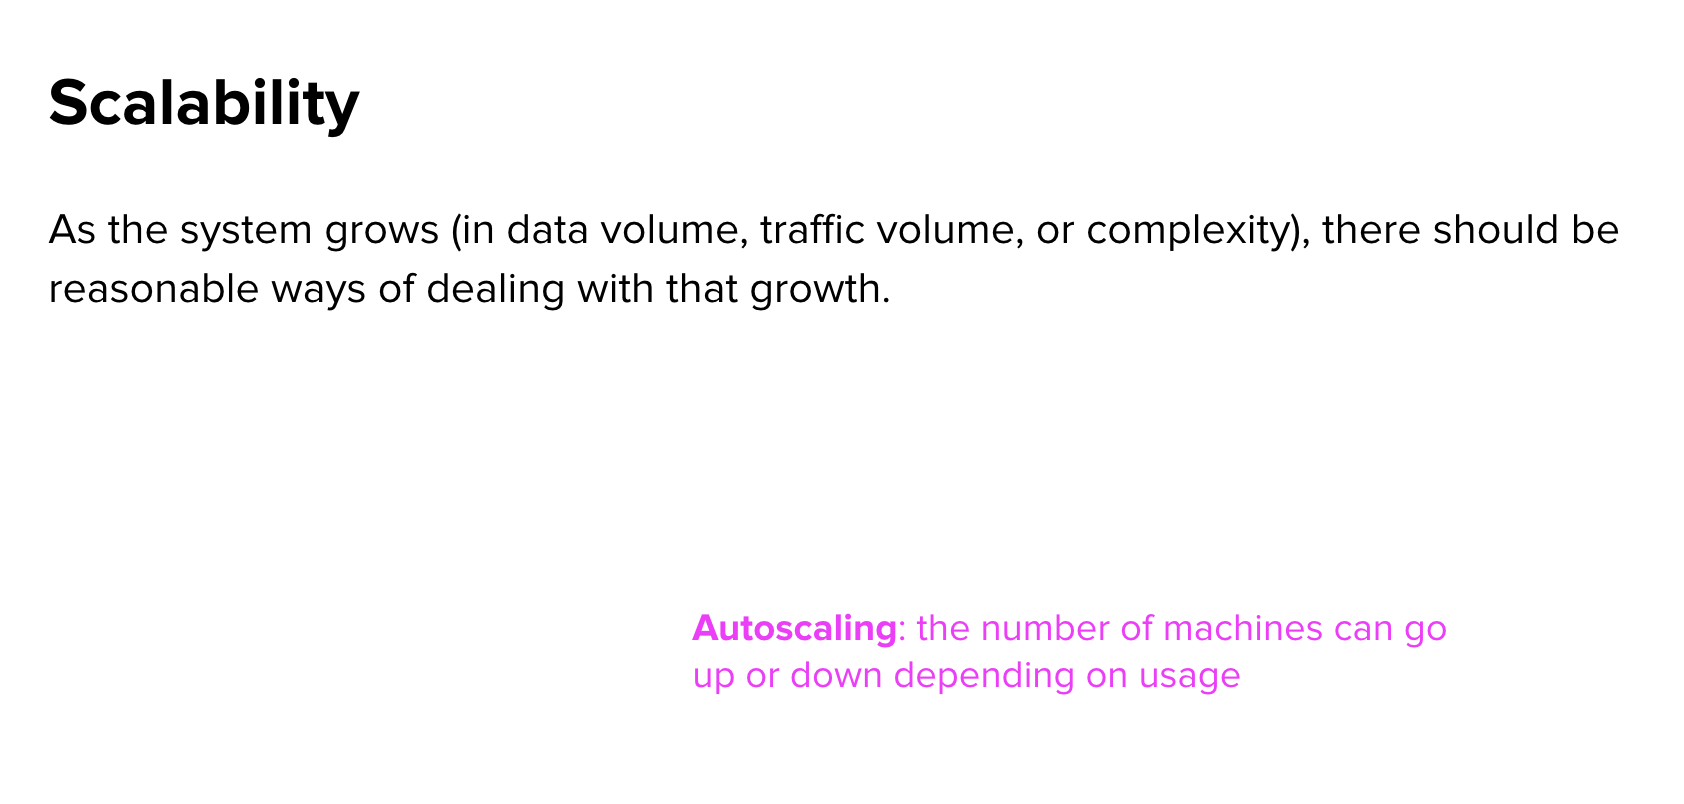 Scalability
As the system grows (in data volume, traffic volume, or complexity), there should be
reasonable ways of dealing with that growth.
Autoscaling: the number of machines can go
up or down depending on usage